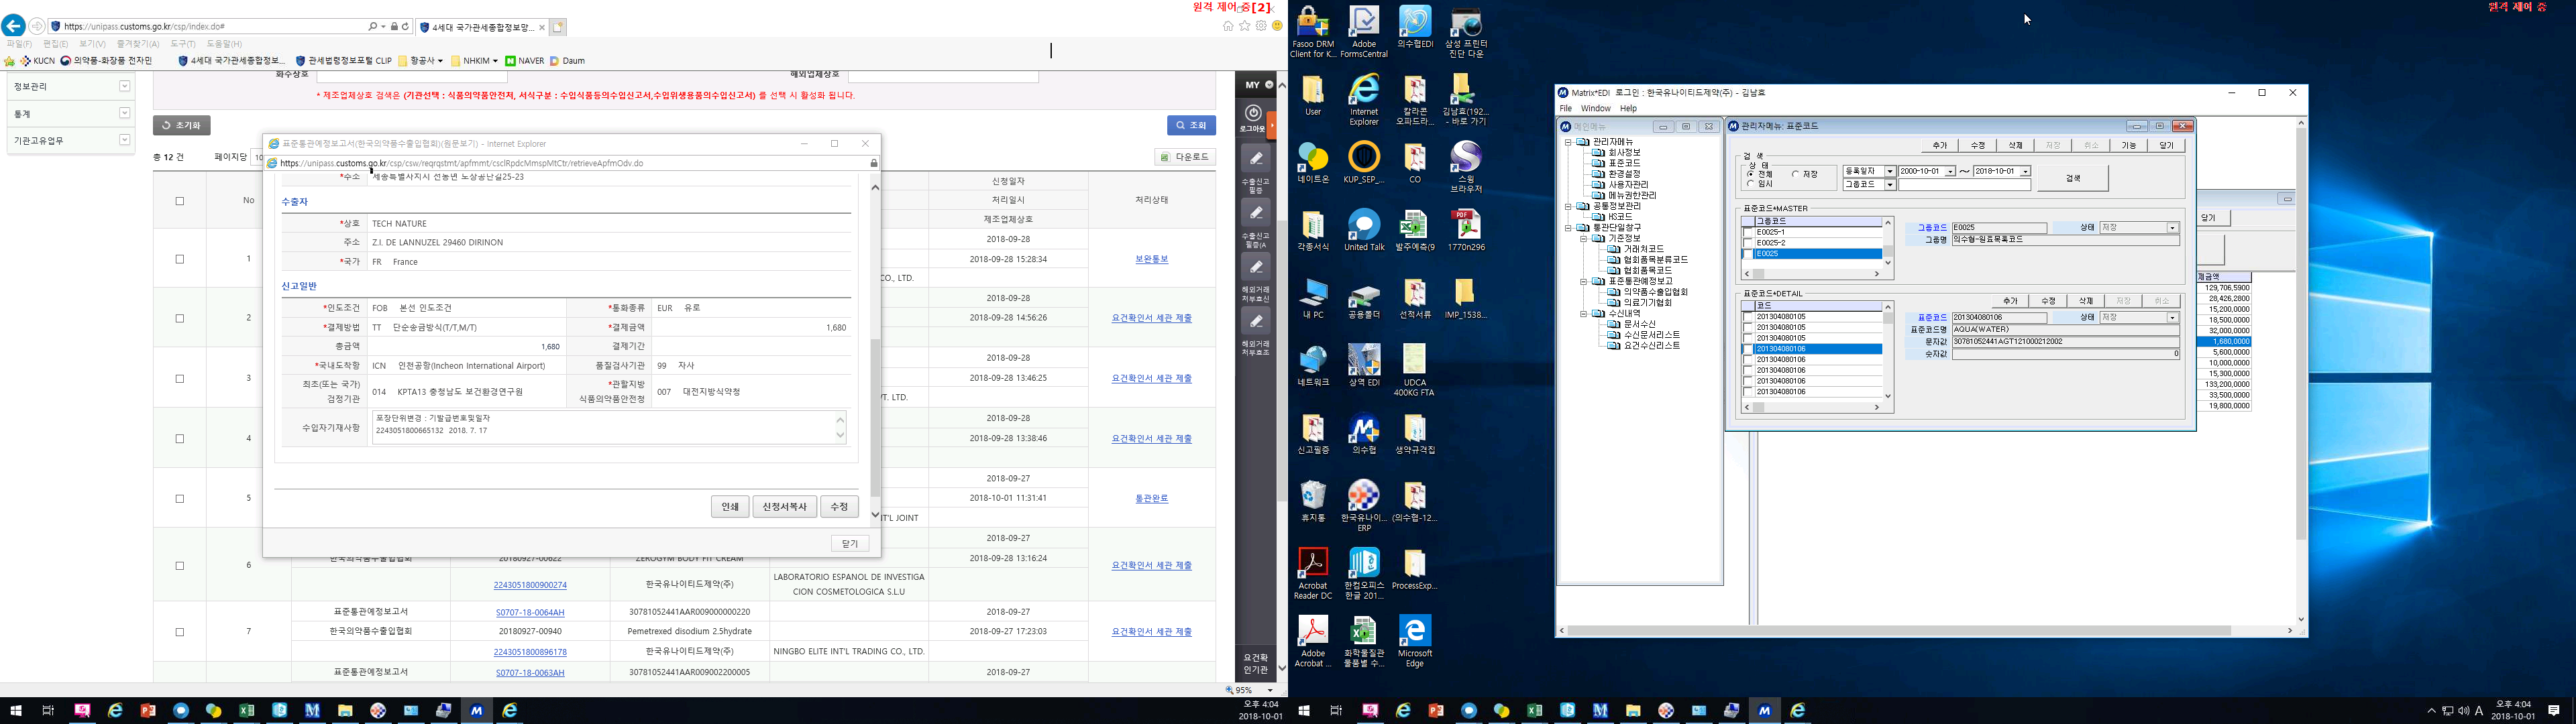 원격 제어 중[2]
https://unipass.customs.go.kr/csp/index.do#
4세대 국가관세종합정보망...
파일(F) 편집(E) 보기(V) 즐겨찾기(A) 도구(T) 도움말(H)
KUCN 의약품-화장품 전자민 4세대 국가관세종합정보... 관세법령정보포털 CLIP 항공사 NHKIM NAVER Daum
정보관리
통계
기관고유업무
화수상호 해외업체상호
* 제조업체상호 검색은 (기관선택 : 식품의약품안전처, 서식구분 : 수입식품등의수입신고서,수입위생용품의수입신고서) 를 선택 시 활성화 됩니다.
초기화 조회
총 12 건 페이지당 10 다운로드
No 신청일자 처리일시 제조업체상호 처리상태
1 2018-09-28 2018-09-28 15:28:34 CO., LTD. 보완통보
2 2018-09-28 2018-09-28 14:56:26 요건확인서 세관 제출
3 2018-09-28 2018-09-28 13:46:25 VT. LTD. 요건확인서 세관 제출
4 2018-09-28 2018-09-28 13:38:46 요건확인서 세관 제출
5 2018-09-27 2018-10-01 11:31:41 NT'L JOINT 통관완료
6 2018-09-27 한국의약품수출입협회 20180927-00622 ZEROGYM BODY FIT CREAM 2018-09-28 13:16:24 요건확인서 세관 제출
2243051800900274 한국유나이티드제약(주) LABORATORIO ESPANOL DE INVESTIGA
CION COSMETOLOGICA S.L.U
표준통관예정보고서 S0707-18-0064AH 30781052441AAR009000000220 2018-09-27
7 한국의약품수출입협회 20180927-00940 Pemetrexed disodium 2.5hydrate 2018-09-27 17:23:03 요건확인서 세관 제출
2243051800896178 한국유나이티드제약(주) NINGBO ELITE INT'L TRADING CO., LTD.
표준통관예정보고서 S0707-18-0063AH 30781052441AAR009002200005 2018-09-27
표준통관예정보고서(한국의약품수출입협회)(원문보기) - Internet Explorer
https://unipass.customs.go.kr/csp/csw/reqrqstmt/apfmmt/csclRpdcMmspMtCtr/retrieveApfmOdv.do
*주소 세종특별자치시 전동면 노장공단길25-23
수출자
*상호 TECH NATURE
주소 Z.I. DE LANNUZEL 29460 DIRINON
*국가 FR France
신고일반
*인도조건 FOB 본선 인도조건 *통화종류 EUR 유로
*결제방법 TT 단순송금방식(T/T,M/T) *결제금액 1,680
총금액 1,680 결제기간
*국내도착항 ICN 인천공항(Incheon International Airport) 품질검사기관 99 자사
최초(또는 국가)
검정기관 014 KPTA13 충청남도 보건환경연구원 *관할지방
식품의약품안전청 007 대전지방식약청
수입자기재사항 포장단위변경 : 기발급번호및일자
2243051800665132 2018. 7. 17
인쇄 신청서복사 수정
닫기
MY
로그아웃
수출신고
필증
수출신고
필증(A
해외거래
처부호신
해외거래
처부호조
요건확
인기관
95%
오후 4:04
2018-10-01
원격 제어 중
Fasoo DRM
Client for K...
Adobe
FormsCentral
의수협EDI
삼성 프린터
진단 다운
User
Internet
Explorer
칼라콘
오파드라...
김남효(192...
- 바로 가기
네이트온
KUP_SEP_...
CO
스윙
브라우저
각종서식
United Talk
발주예측(9
1770n296
내 PC
공용폴더
선적서류
IMP_1538...
네트워크
상역 EDI
UDCA
400KG FTA
신고필증
의수협
생약규격집
휴지통
한국유나이...
ERP
(의수협-12...
Acrobat
Reader DC
한컴오피스
한글 201...
ProcessExp...
Adobe
Acrobat ...
화학물질관
물품별 수...
Microsoft
Edge
Matrix*EDI 로그인 : 한국유나이티드제약(주) - 김남효
File Window Help
메인메뉴
관리자메뉴
회사정보
표준코드
환경설정
사용자관리
메뉴권한관리
공통정보관리
HS코드
통관단일창구
기준정보
거래처코드
협회품목분류코드
협회품목코드
표준통관예정보고
의약품수출입협회
의료기기협회
수신내역
문서수신
수신문서리스트
요건수신리스트
관리자메뉴: 표준코드
추가 수정 삭제 저장 취소 기능 닫기
검 색
상 태
전체 저장
임시
등록일자 2000-10-01 ~ 2018-10-01
그룹코드
검색
표준코드*MASTER
그룹코드
E0025-1
E0025-2
E0025
그룹코드 E0025 상태 저장
그룹명 의수협-원료목록코드
표준코드*DETAIL
추가 수정 삭제 저장 취소
코드
201304080105
201304080105
201304080105
201304080106
201304080106
201304080106
201304080106
201304080106
표준코드 201304080106 상태 저장
표준코드명 AQUA(WATER)
문자값 30781052441AGT121000212002
숫자값 0
닫기
제금액
129,706,5900
28,426,2800
15,200,0000
18,500,0000
32,000,0000
1,680,0000
5,600,0000
10,000,0000
15,300,0000
133,200,0000
33,500,0000
19,800,0000
A
오후 4:04
2018-10-01